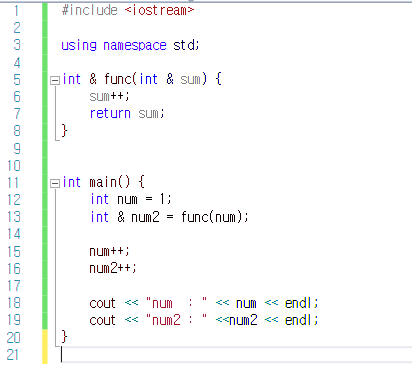 1 #include <iostream>
2
3 using namespace std;
4
5 int & func(int & sum) {
6 sum++;
7 return sum;
8 }
9
10
11 int main() {
12 int num = 1;
13 int & num2 = func(num);
14
15 num++;
16 num2++;
17
18 cout << "num  : " << num << endl;
19 cout << "num2 : " <<num2 << endl;
20 }
21